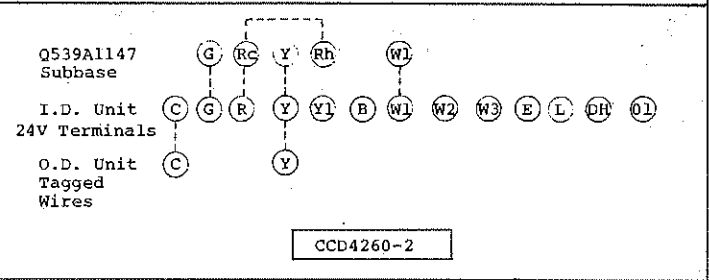 Q539A1147 G Rc Y Rh W1
Subbase
I.D. Unit C G R Y Y1 B W1 W2 W3 E L DH O1
24V Terminals
O.D. Unit C Y
Tagged
Wires
CCD4260-2